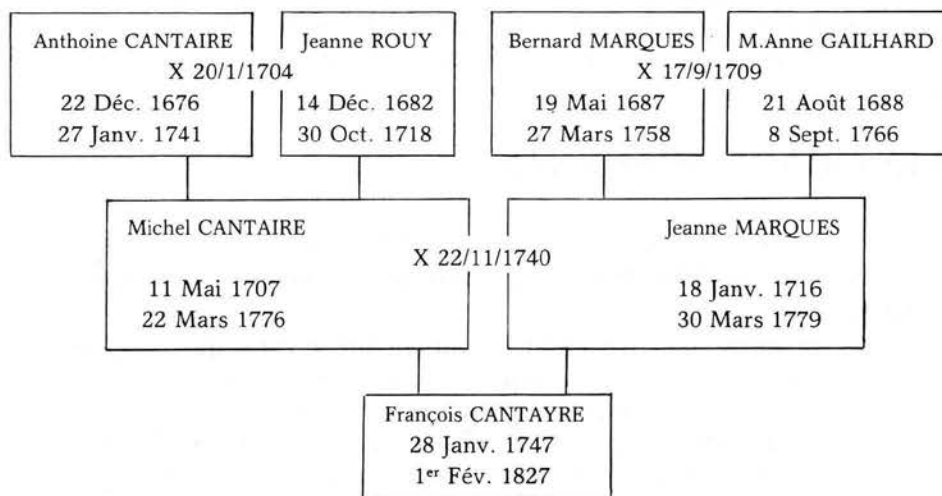 Anthoine CANTAIRE Jeanne ROUY Bernard MARQUES M.Anne GAILHARD
X 20/1/1704 X 17/9/1709
22 Déc. 1676 14 Déc. 1682 19 Mai 1687 21 Août 1688
27 Janv. 1741 30 Oct. 1718 27 Mars 1758 8 Sept. 1766
Michel CANTAIRE Jeanne MARQUES
X 22/11/1740
11 Mai 1707 18 Janv. 1716
22 Mars 1776 30 Mars 1779
François CANTAYRE
28 Janv. 1747
1er Fév. 1827